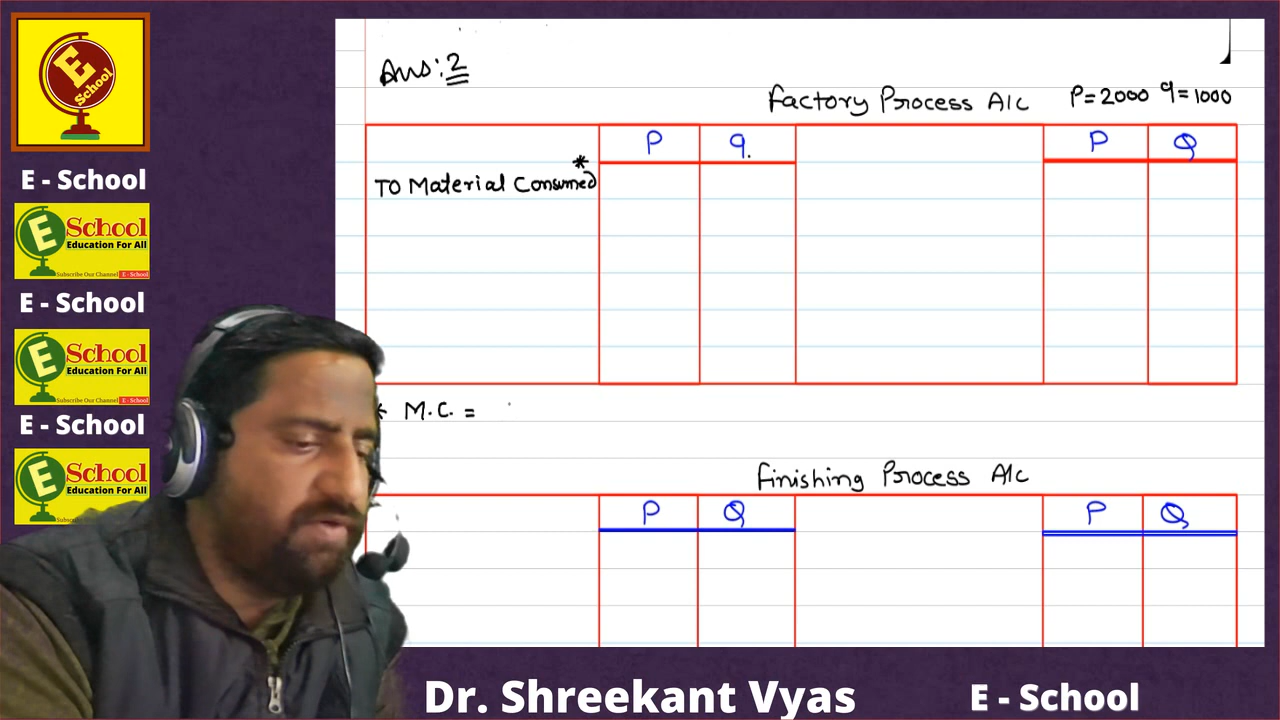 E
School
E - School
E School
Education For All
Subscribe Our Channel E - School
E - School
E School
Education For All
Subscribe Our Channel E - School
E - School
E School
Education For All
Ans: 2
Factory Process A/c P=2000 q=1000
P q. P Q
*
To Material Consumed
* M.C. =
Finishing Process A/c
P Q P Q
Dr. Shreekant Vyas
E - School